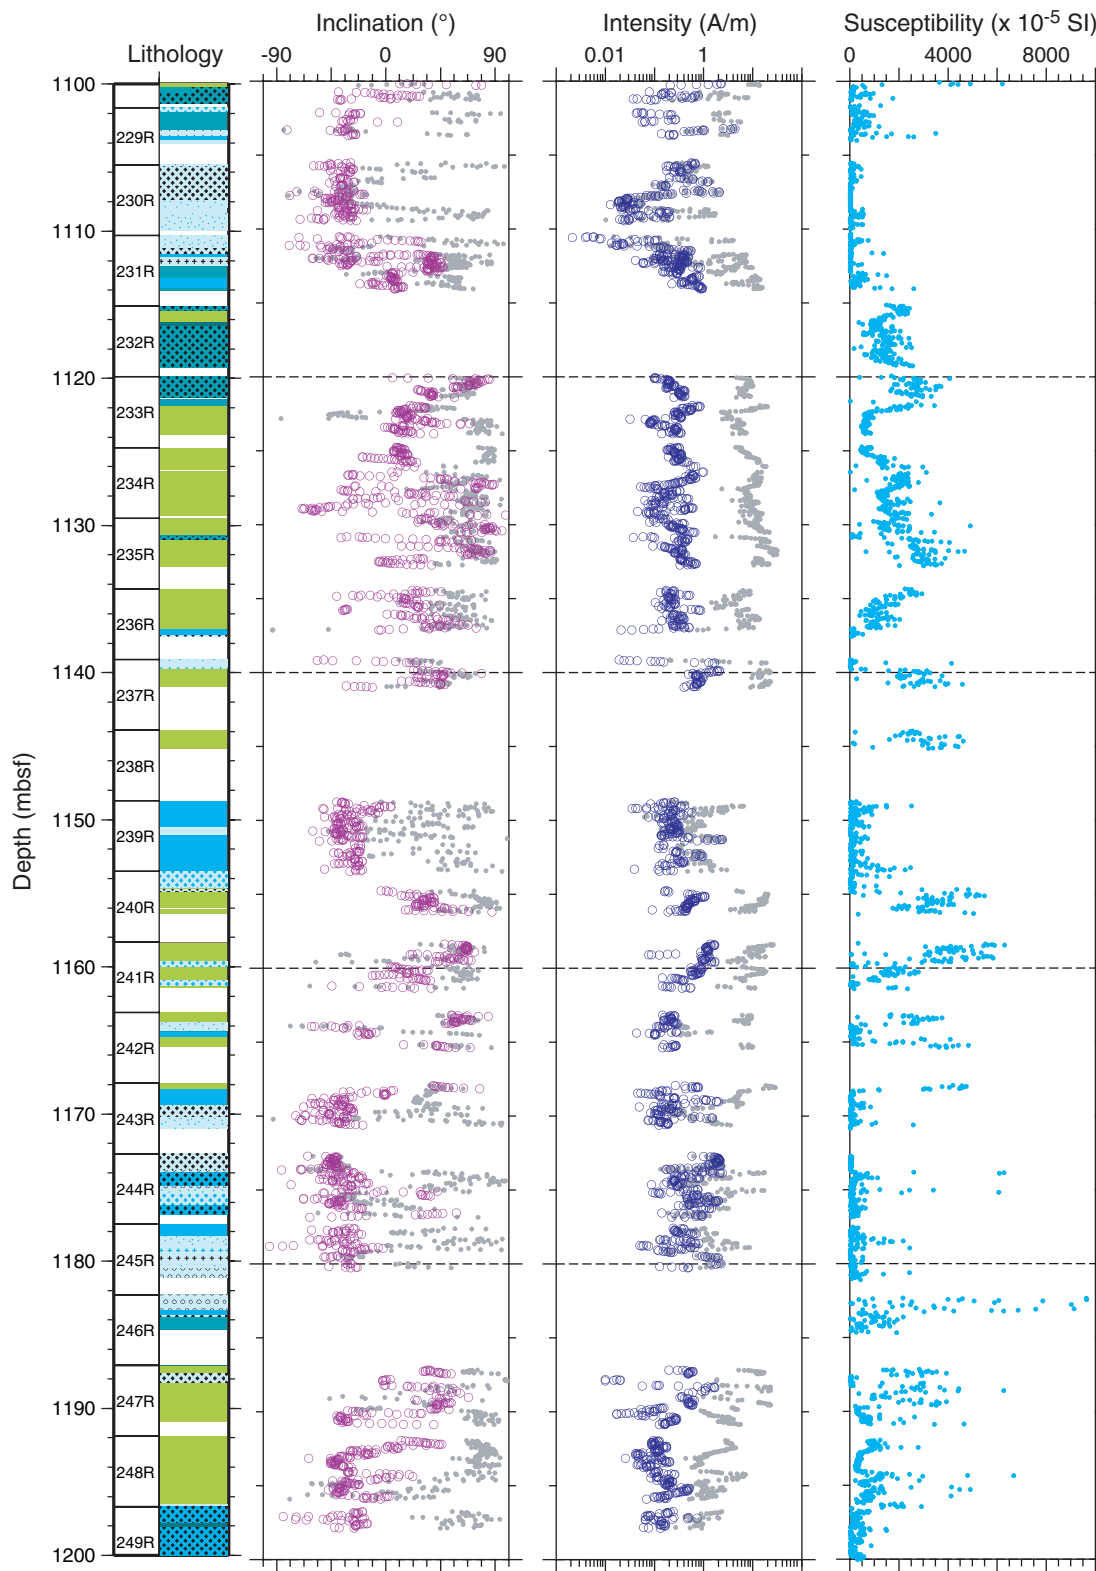 Inclination (°) Intensity (A/m) Susceptibility (x 10-5 SI)
Lithology -90 0 90 0.01 1 0 4000 8000
1100
229R
230R
1110
231R
232R
1120
233R
234R
1130
235R
236R
1140
237R
238R
Depth (mbsf)
1150
239R
240R
1160
241R
242R
1170
243R
244R
1180
245R
246R
1190
247R
248R
249R
1200